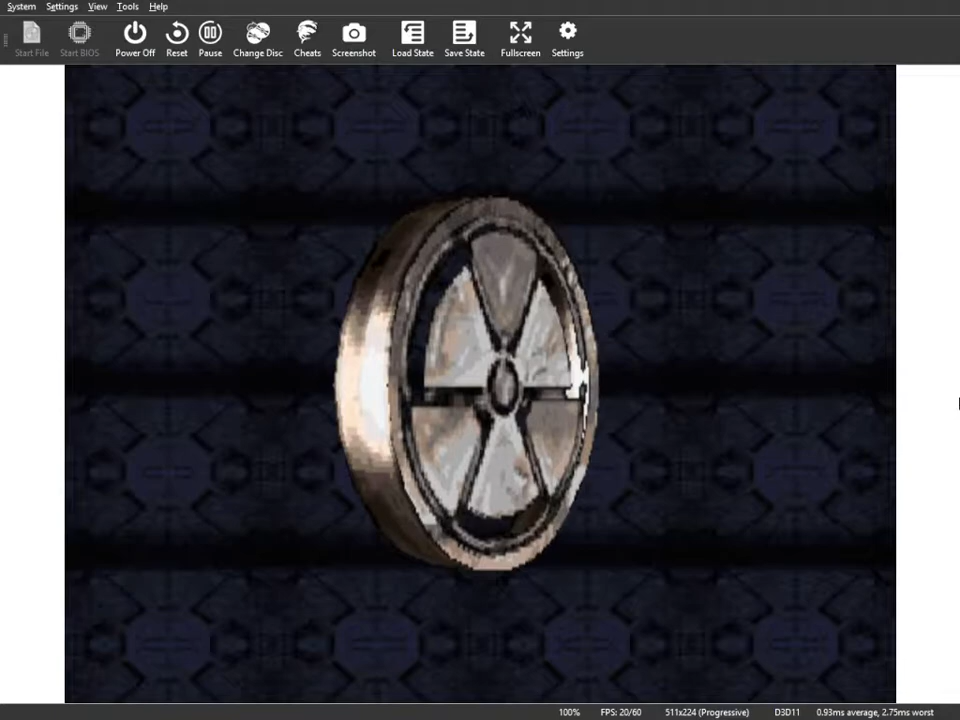 System Settings View Tools Help
Start File Start BIOS Power Off Reset Pause Change Disc Cheats Screenshot Load State Save State Fullscreen Settings
100% FPS: 20/60 511x224 (Progressive) D3D11 0.93ms average, 2.75ms worst